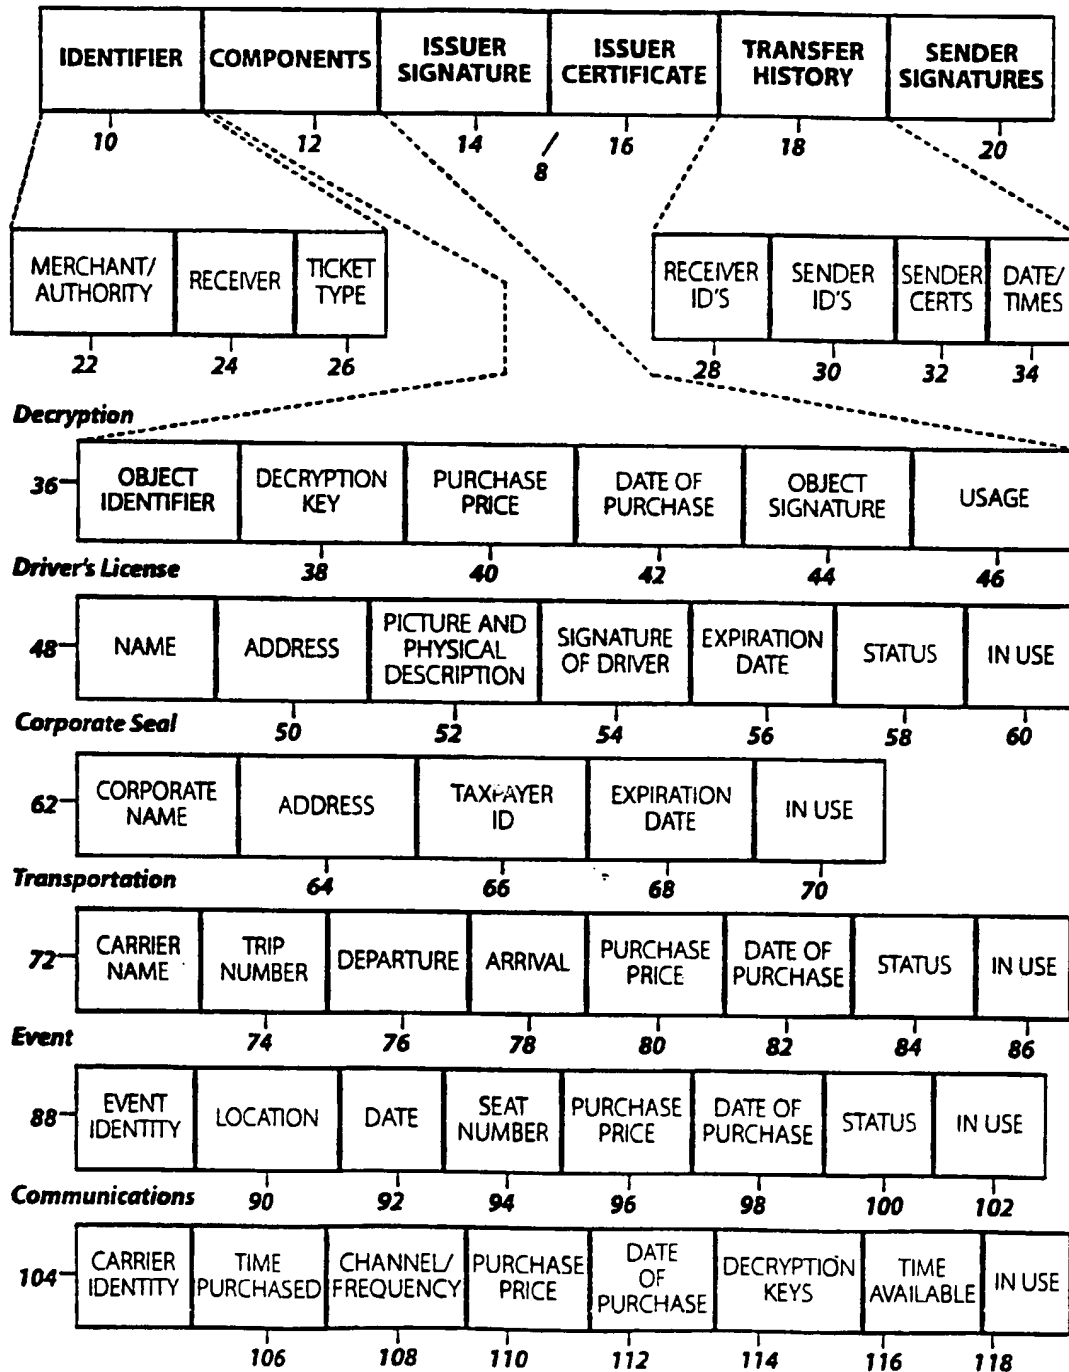 IDENTIFIER COMPONENTS ISSUER SIGNATURE ISSUER CERTIFICATE TRANSFER HISTORY SENDER SIGNATURES
10 12 14 8 16 18 20
MERCHANT/ AUTHORITY RECEIVER TICKET TYPE
22 24 26
RECEIVER ID'S SENDER ID'S SENDER CERTS DATE/ TIMES
28 30 32 34
Decryption
36 OBJECT IDENTIFIER DECRYPTION KEY PURCHASE PRICE DATE OF PURCHASE OBJECT SIGNATURE USAGE
38 40 42 44 46
Driver's License
48 NAME ADDRESS PICTURE AND PHYSICAL DESCRIPTION SIGNATURE OF DRIVER EXPIRATION DATE STATUS IN USE
50 52 54 56 58 60
Corporate Seal
62 CORPORATE NAME ADDRESS TAXPAYER ID EXPIRATION DATE IN USE
64 66 68 70
Transportation
72 CARRIER NAME TRIP NUMBER DEPARTURE ARRIVAL PURCHASE PRICE DATE OF PURCHASE STATUS IN USE
74 76 78 80 82 84 86
Event
88 EVENT IDENTITY LOCATION DATE SEAT NUMBER PURCHASE PRICE DATE OF PURCHASE STATUS IN USE
90 92 94 96 98 100 102
Communications
104 CARRIER IDENTITY TIME PURCHASED CHANNEL/ FREQUENCY PURCHASE PRICE DATE OF PURCHASE DECRYPTION KEYS TIME AVAILABLE IN USE
106 108 110 112 114 116 118